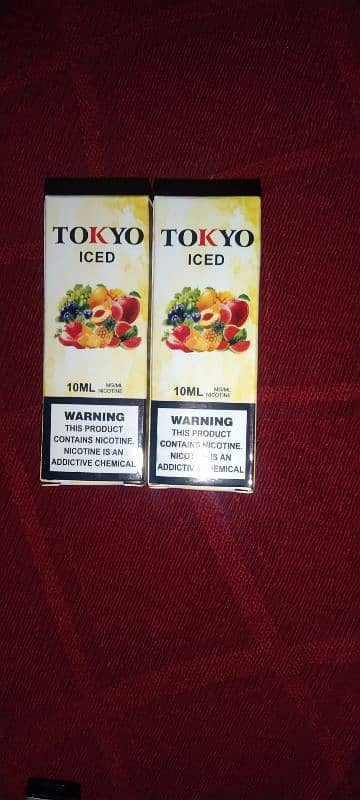 TOKYO
ICED
10ML MG/ML
NICOTINE
WARNING
THIS PRODUCT
CONTAINS NICOTINE.
NICOTINE IS AN
ADDICTIVE CHEMICAL
TOKYO
ICED
10ML MG/ML
NICOTINE
WARNING
THIS PRODUCT
CONTAINS NICOTINE.
NICOTINE IS AN
ADDICTIVE CHEMICAL